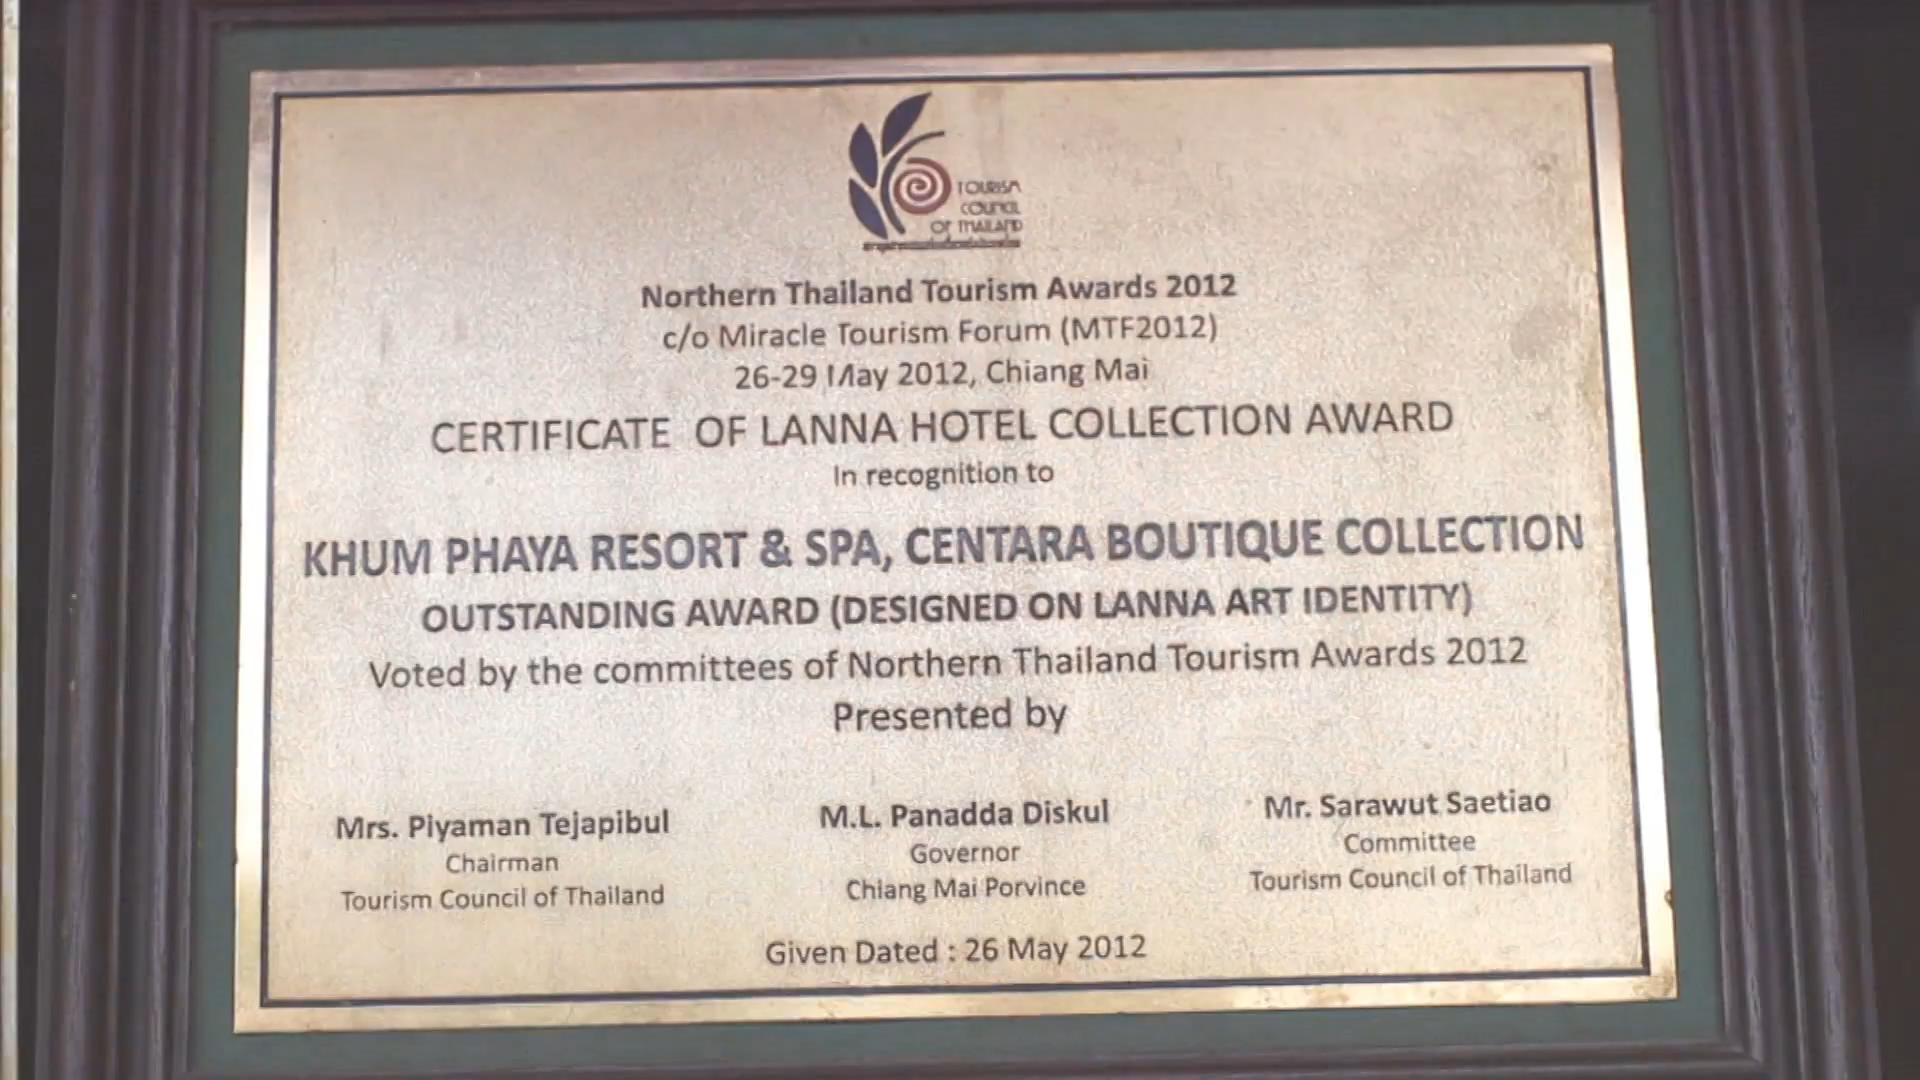 TOURISM
COUNCIL
OF THAILAND
Northern Thailand Tourism Awards 2012
c/o Miracle Tourism Forum (MTF2012)
26-29 May 2012, Chiang Mai
CERTIFICATE OF LANNA HOTEL COLLECTION AWARD
In recognition to
KHUM PHAYA RESORT & SPA, CENTARA BOUTIQUE COLLECTION
OUTSTANDING AWARD (DESIGNED ON LANNA ART IDENTITY)
Voted by the committees of Northern Thailand Tourism Awards 2012
Presented by
Mrs. Piyaman Tejapibul
Chairman
Tourism Council of Thailand
M.L. Panadda Diskul
Governor
Chiang Mai Porvince
Mr. Sarawut Saetiao
Committee
Tourism Council of Thailand
Given Dated : 26 May 2012